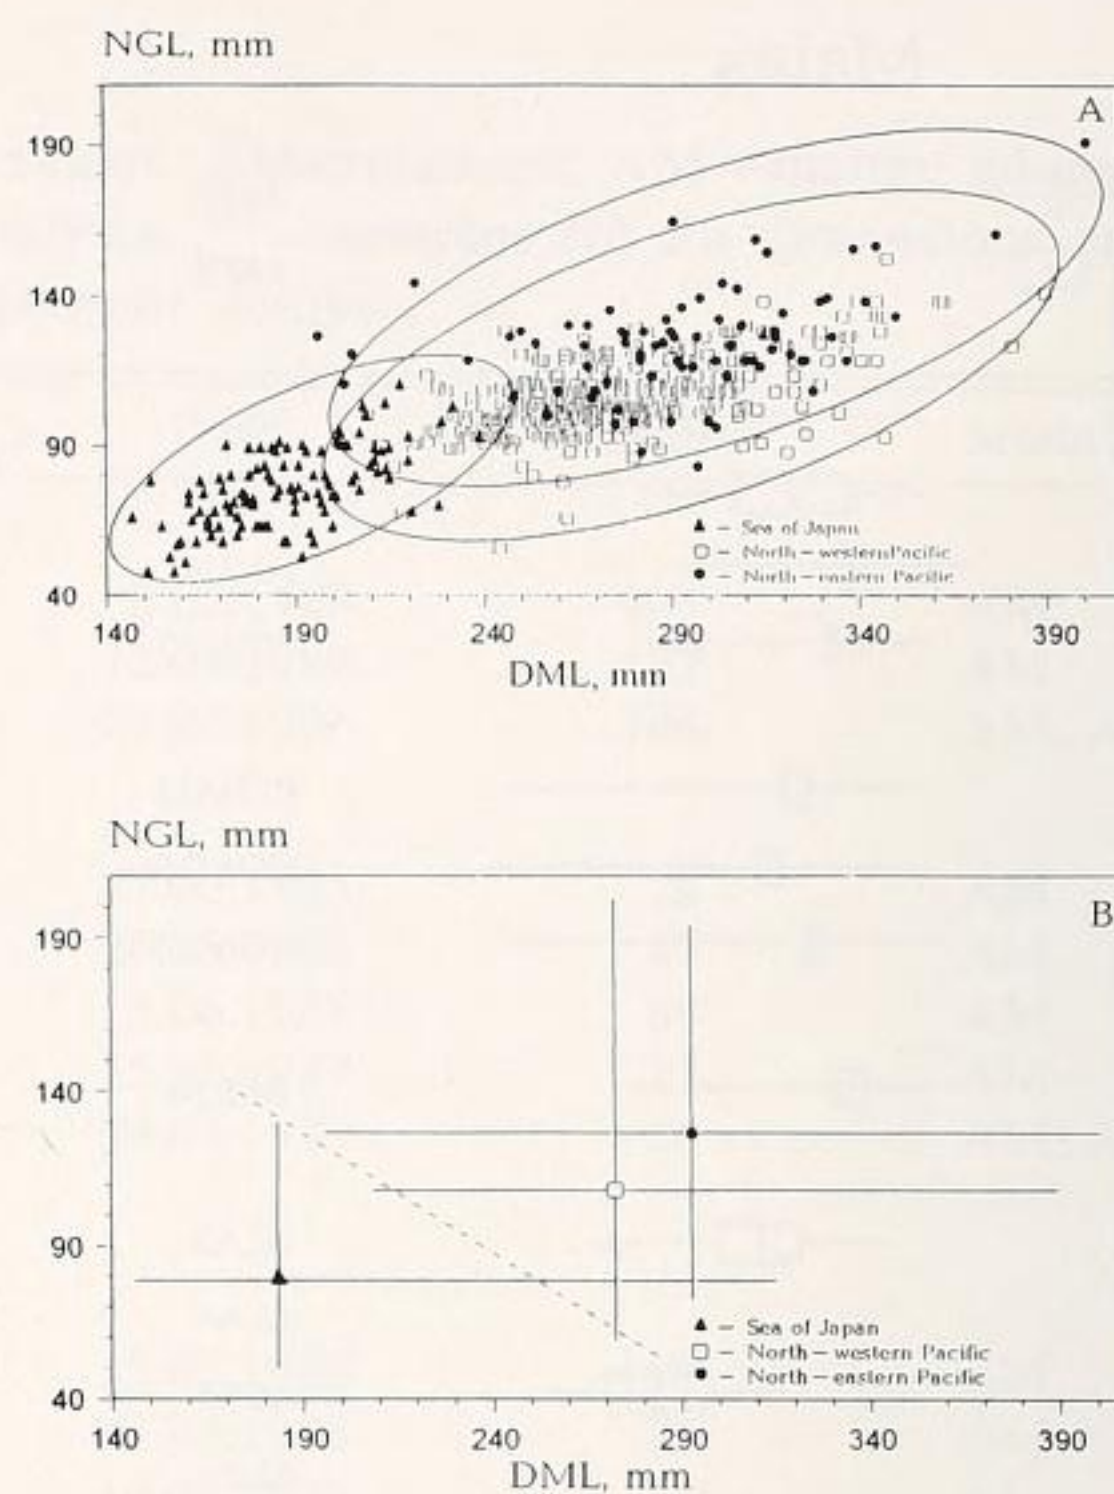 NGL, mm
A
190
140
90
40
140 190 240 290 340 390
DML, mm
▲ – Sea of Japan
□ – North–westernPacific
● – North–eastern Pacific
NGL, mm
B
190
140
90
40
140 190 240 290 340 390
DML, mm
▲ – Sea of Japan
□ – North–western Pacific
● – North–eastern Pacific